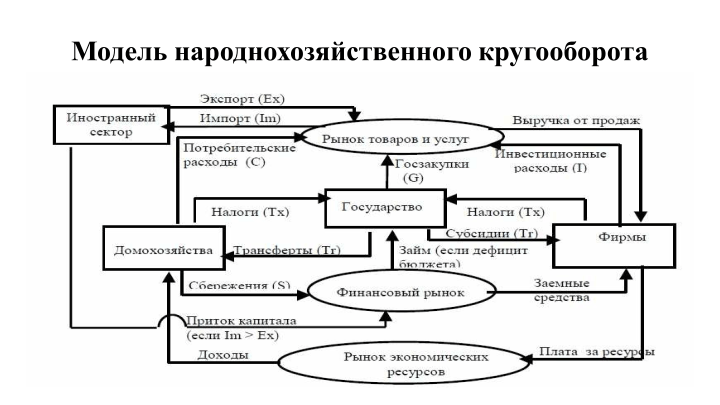 Модель народнохозяйственного кругооборота
Экспорт (Ex)
Иностранный
сектор
Импорт (Im)
Выручка от продаж
Рынок товаров и услуг
Потребительские
расходы (C)
Госзакупки
(G)
Инвестиционные
расходы (I)
Налоги (Tx)
Государство
Налоги (Tx)
Домохозяйства
Трансферты (Tr)
Займ (если дефицит
бюджета)
Субсидии (Tr)
Фирмы
Сбережения (S)
Финансовый рынок
Заемные
средства
Приток капитала
(если Im > Ex)
Доходы
Рынок экономических
ресурсов
Плата за ресурсы